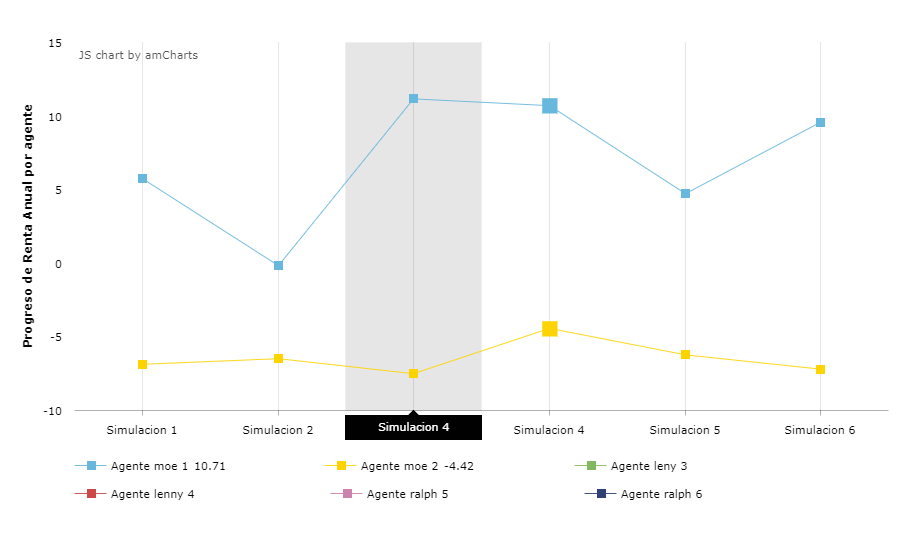 15
JS chart by amCharts
10
5
0
-5
-10
Progreso de Renta Anual por agente
Simulacion 1
Simulacion 2
Simulacion 4
Simulacion 4
Simulacion 5
Simulacion 6
Agente moe 1 10.71
Agente moe 2 -4.42
Agente leny 3
Agente lenny 4
Agente ralph 5
Agente ralph 6